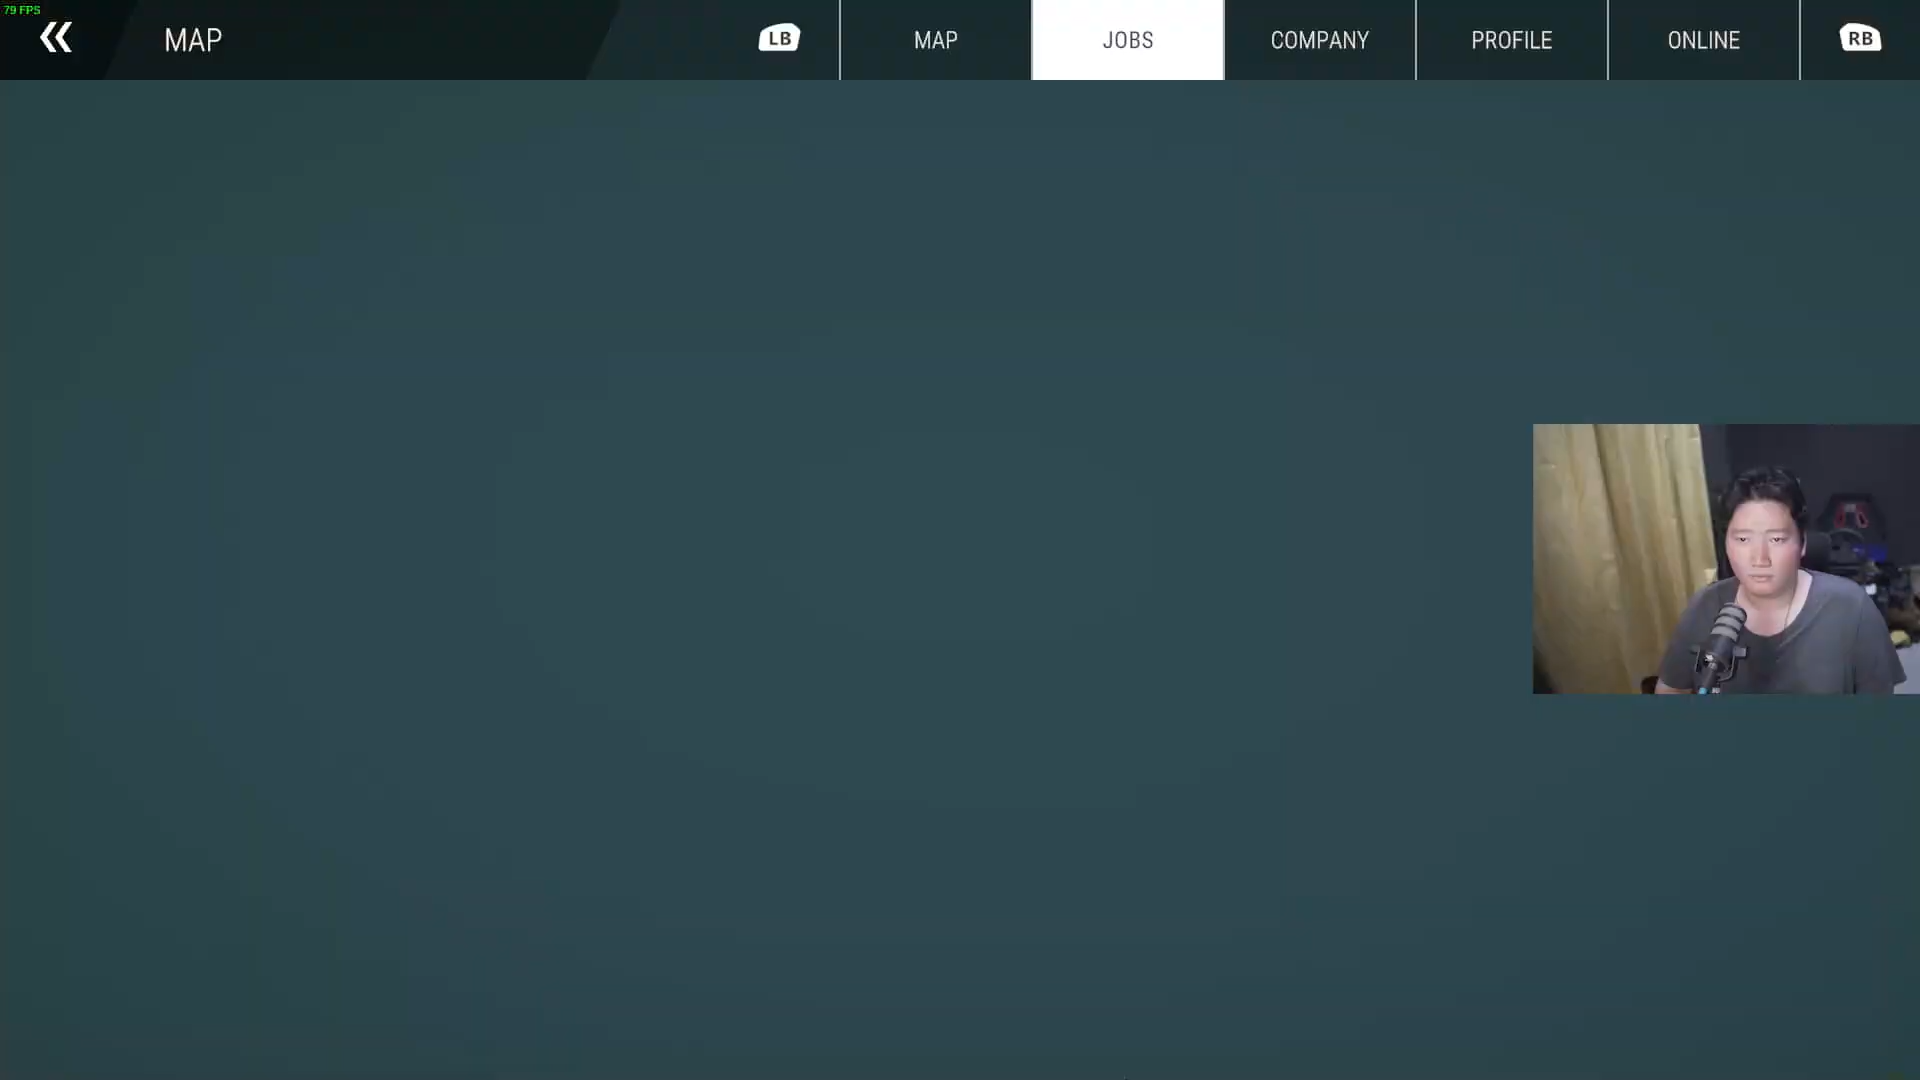 79 FPS
MAP
LB
MAP
JOBS
COMPANY
PROFILE
ONLINE
RB